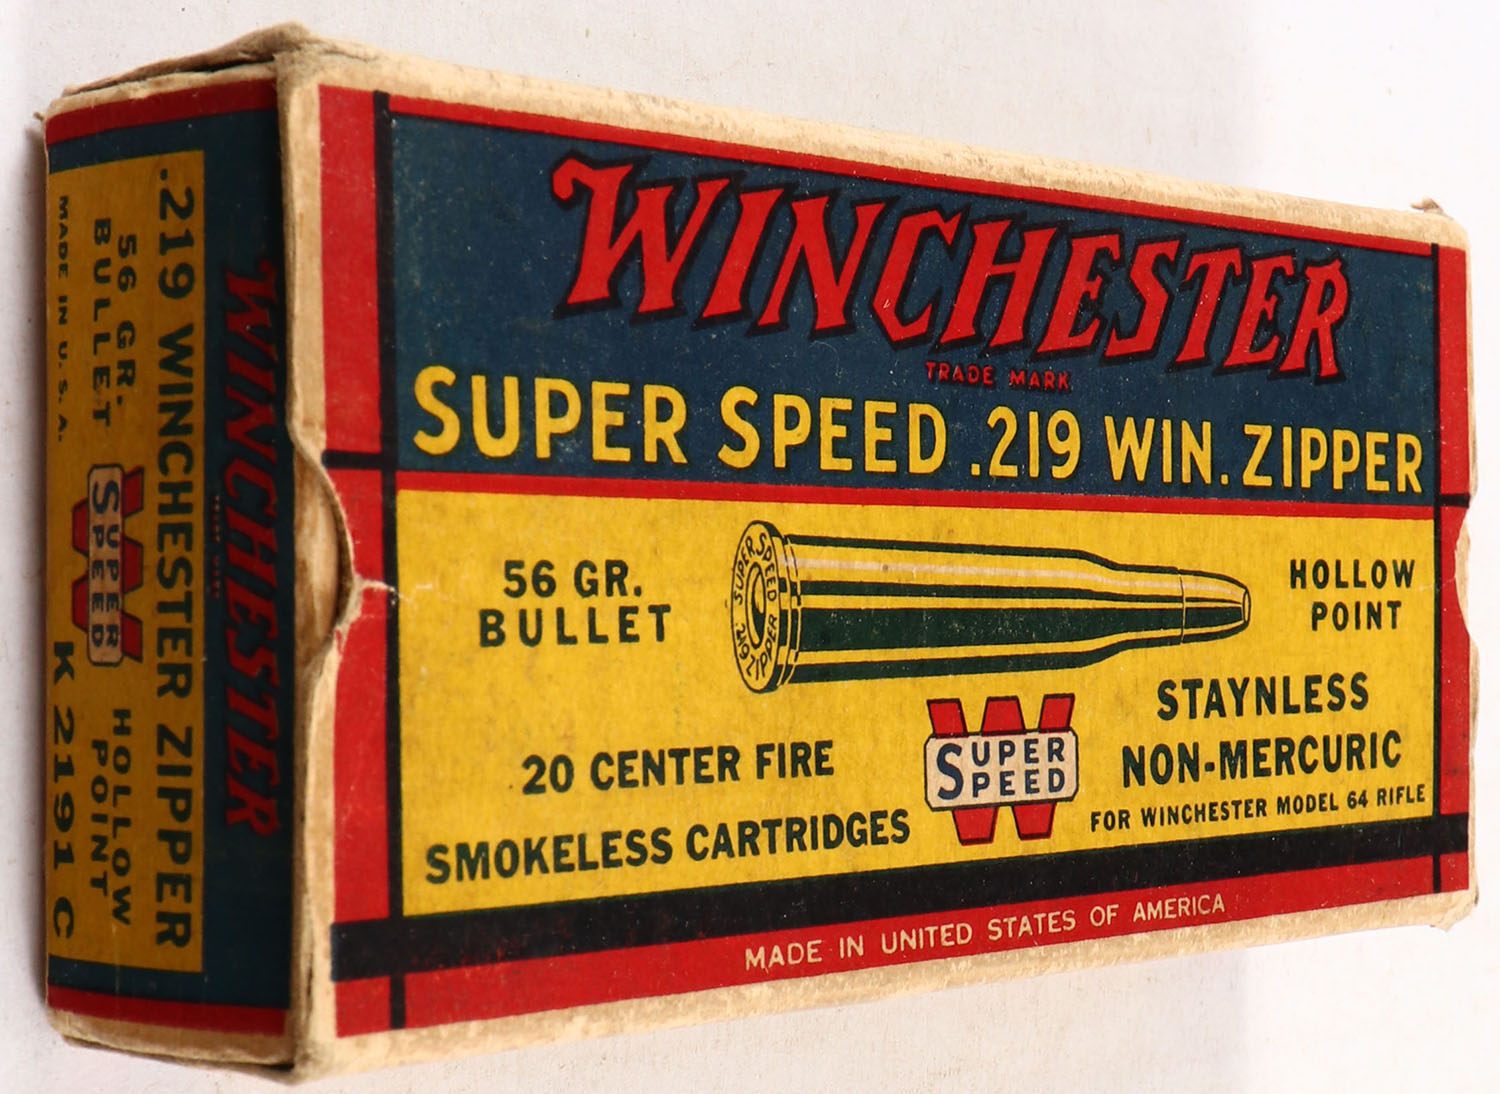 WINCHESTER
TRADE MARK
SUPER SPEED .219 WIN. ZIPPER
56 GR.
BULLET
SUPER SPEED
219 ZIPPER
HOLLOW
POINT
STAYNLESS
NON-MERCURIC
FOR WINCHESTER MODEL 64 RIFLE
20 CENTER FIRE
SMOKELESS CARTRIDGES
SUPER
SPEED
MADE IN UNITED STATES OF AMERICA
WINCHESTER
.219 WINCHESTER ZIPPER
56 GR.
BULLET
SUPER
SPEED
HOLLOW
POINT
MADE IN U.S.A.
K 2191 C